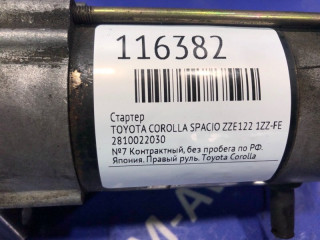 116382
Стартер
TOYOTA COROLLA SPACIO ZZE122 1ZZ-FE
2810022030
№7 Контрактный, без пробега по РФ.
Япония. Правый руль. Toyota Corolla